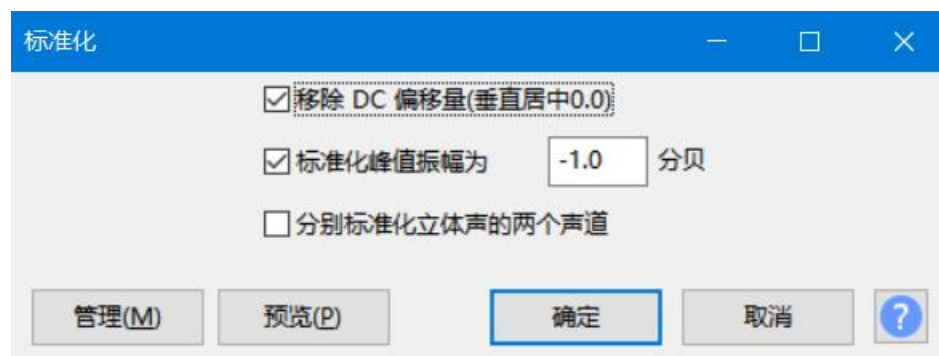 标准化
移除 DC 偏移量(垂直居中0.0)
标准化峰值振幅为 -1.0 分贝
分别标准化立体声的两个声道
管理(M) 预览(P) 确定 取消 ?